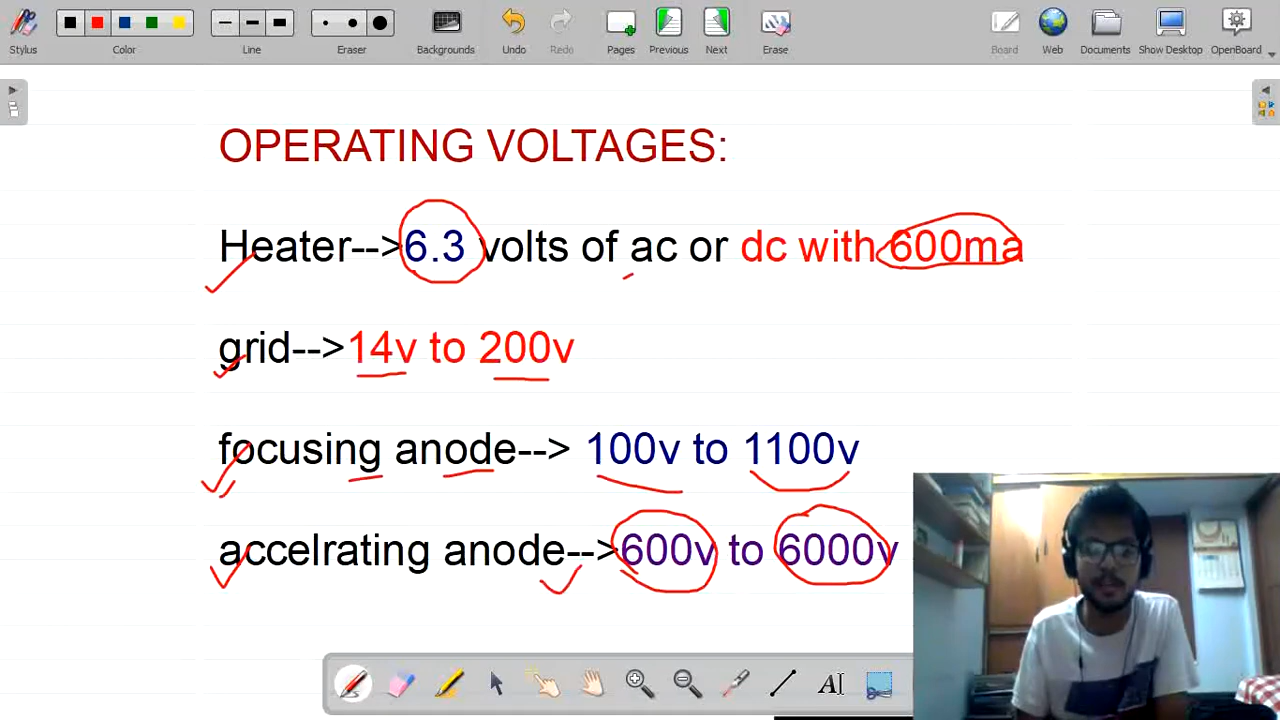 Stylus Color Line Eraser Backgrounds Undo Redo Pages Previous Next Erase Board Web Documents Show Desktop OpenBoard
OPERATING VOLTAGES:
Heater-->6.3 volts of ac or dc with 600ma
grid-->14v to 200v
focusing anode--> 100v to 1100v
accelrating anode-->600v to 6000v